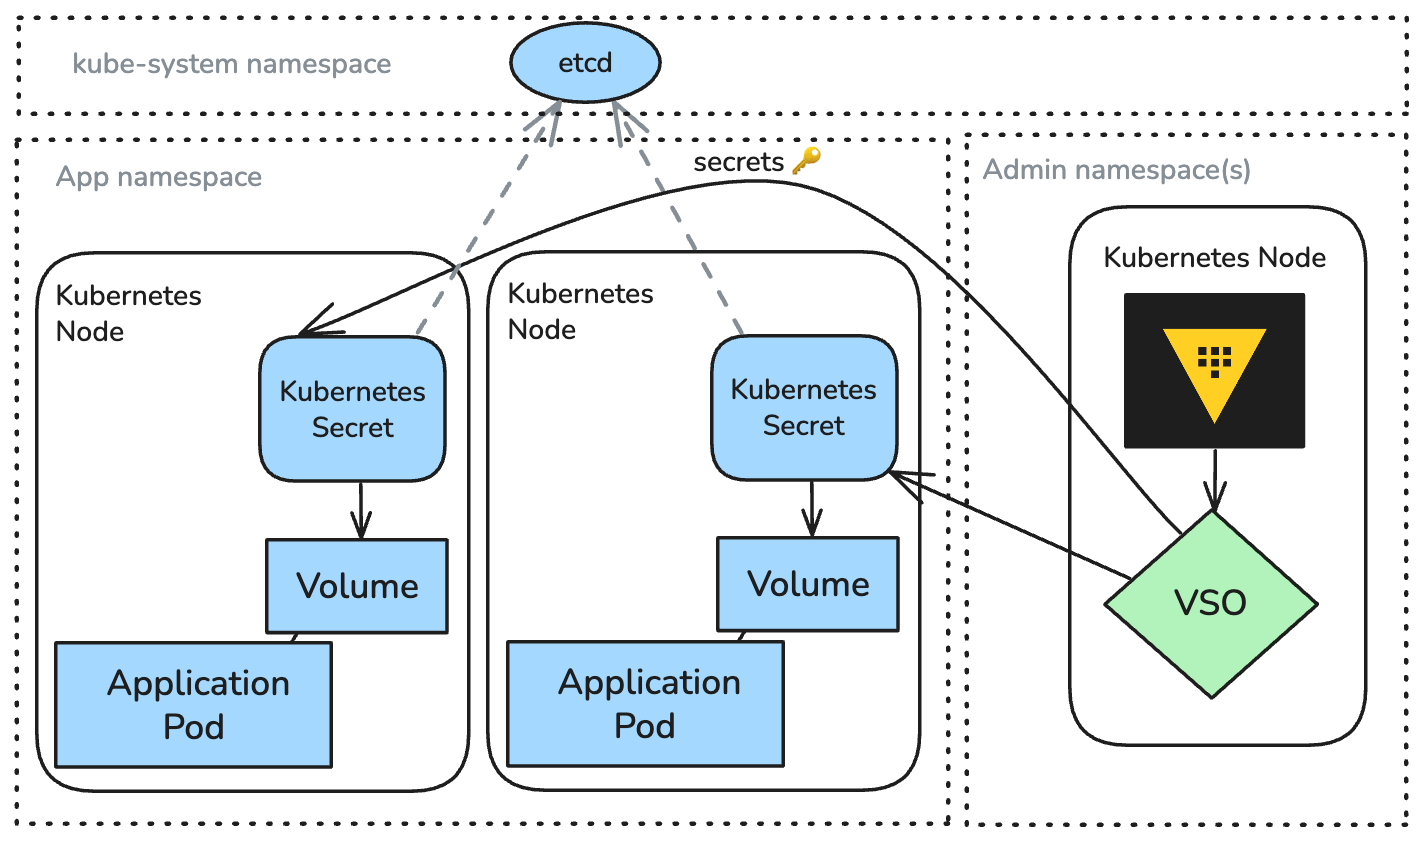 kube-system namespace
etcd
App namespace
secrets 🔑
Admin namespace(s)
Kubernetes
Node
Kubernetes
Secret
Volume
Application
Pod
Kubernetes
Node
Kubernetes
Secret
Volume
Application
Pod
Kubernetes Node
VSO